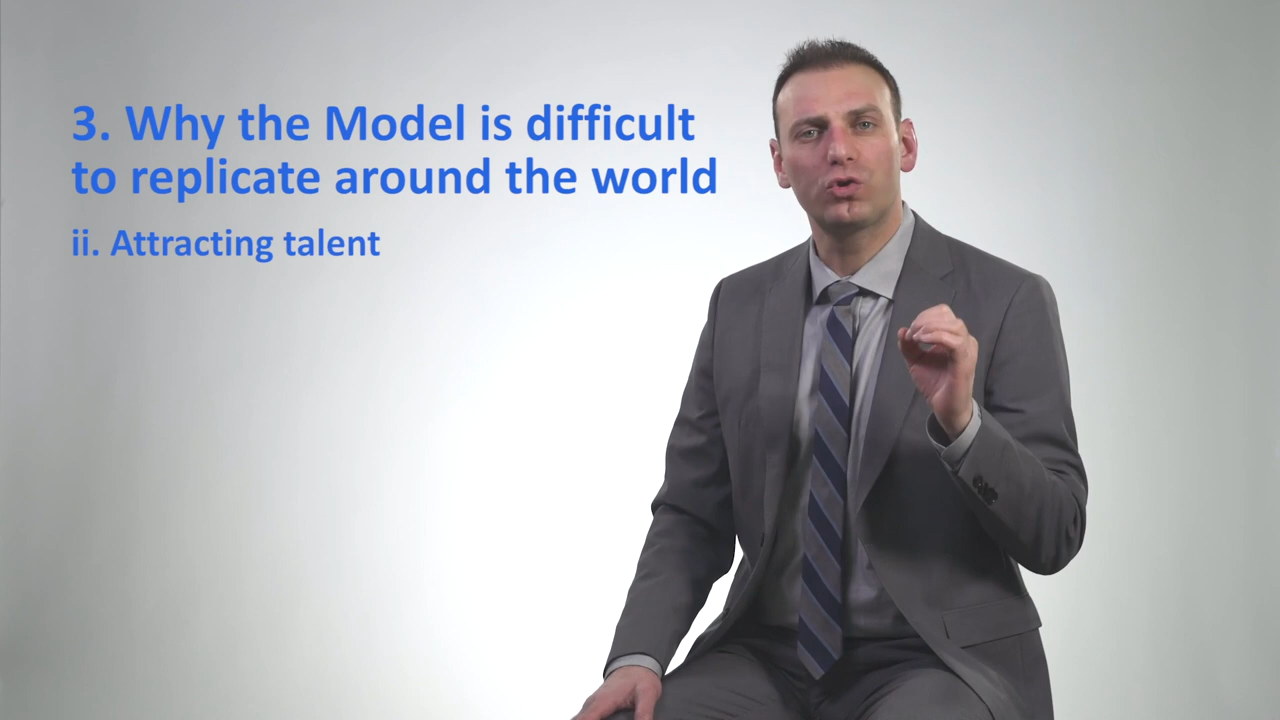 3. Why the Model is difficult
to replicate around the world
ii. Attracting talent